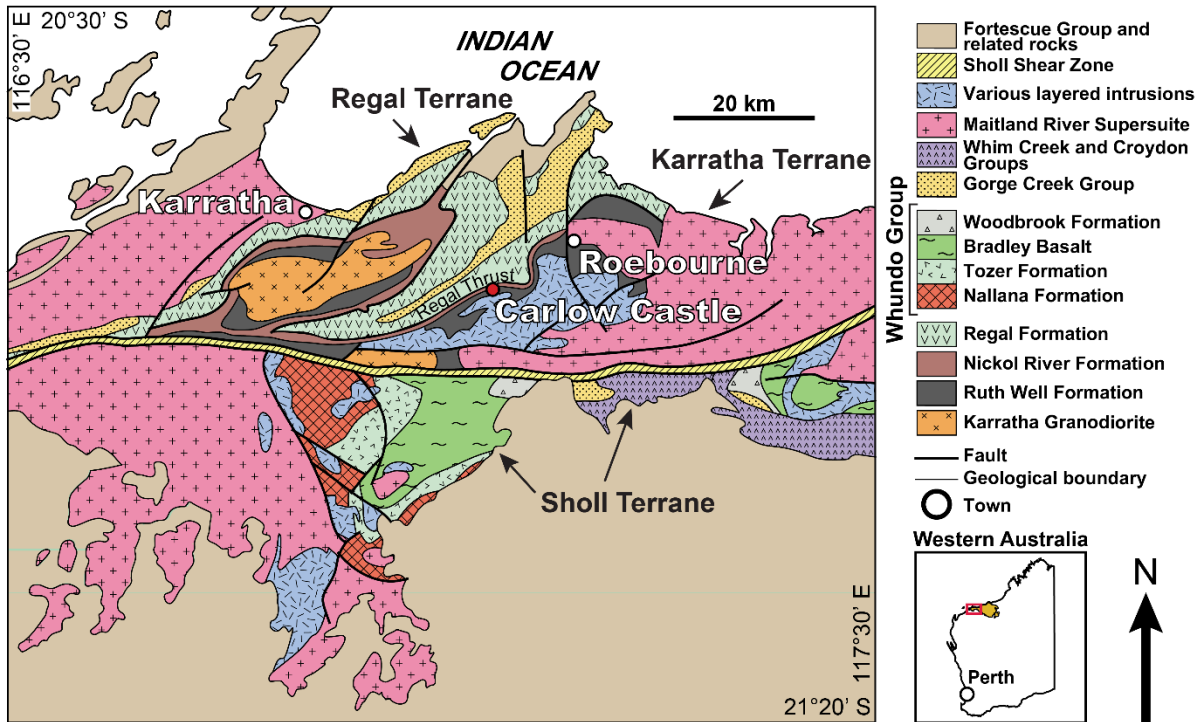 20°30’ S
116°30’ E
INDIAN
OCEAN
Regal Terrane
20 km
Karratha Terrane
Karratha
Roebourne
Regal Thrust
Carlow Castle
Sholl Terrane
117°30’ E
21°20’ S
Fortescue Group and
related rocks
Sholl Shear Zone
Various layered intrusions
Maitland River Supersuite
Whim Creek and Croydon
Groups
Gorge Creek Group
Whundo Group
Woodbrook Formation
Bradley Basalt
Tozer Formation
Nallana Formation
Regal Formation
Nickol River Formation
Ruth Well Formation
Karratha Granodiorite
Fault
Geological boundary
Town
Western Australia
Perth
N